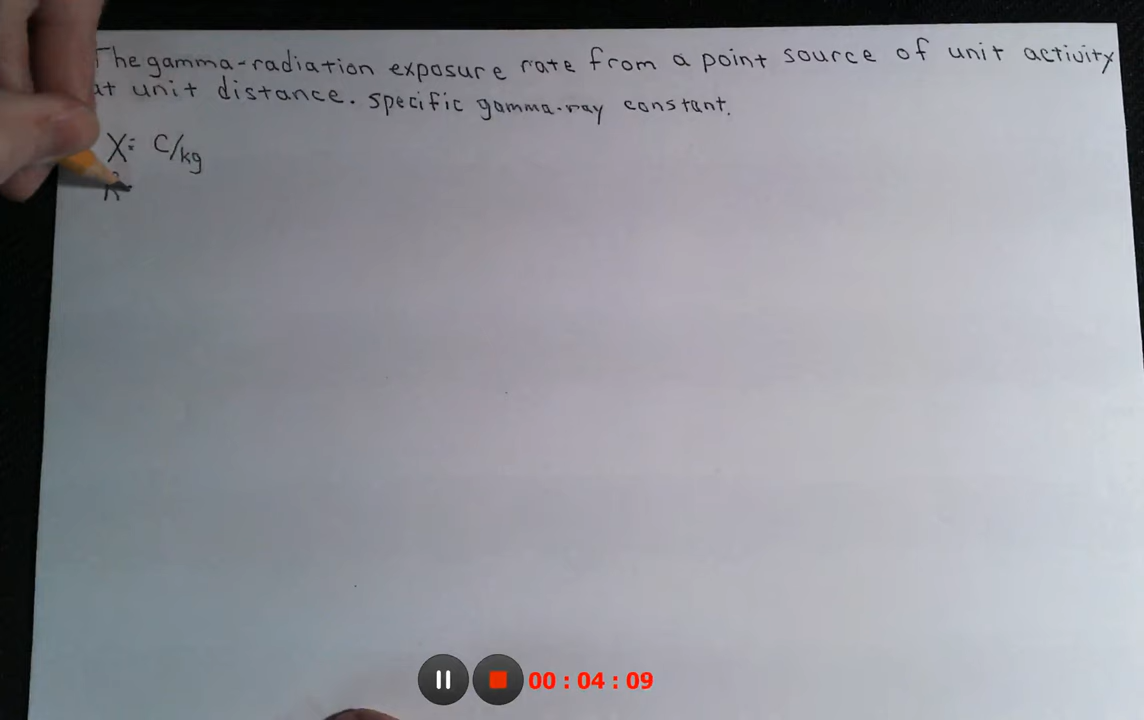 The gamma-radiation exposure rate from a point source of unit activity
at unit distance. specific gamma-ray constant.
X= C/kg
00 : 04 : 09